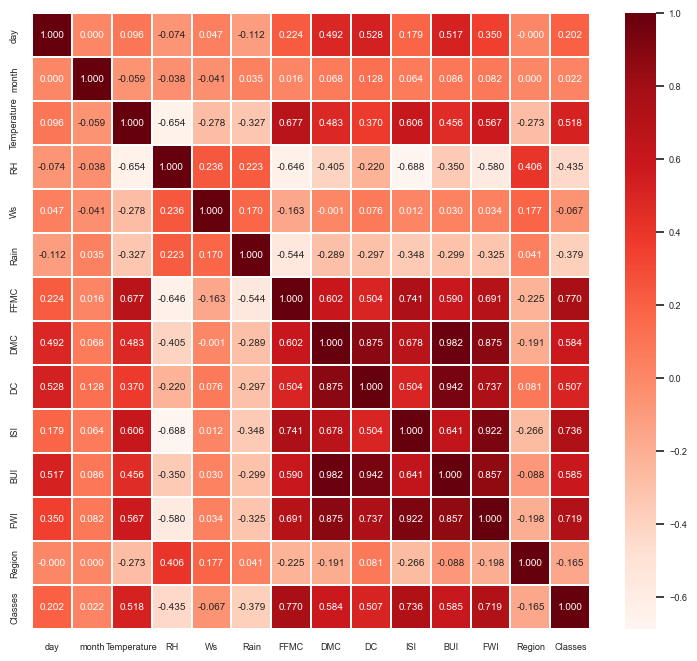 day 1.000 0.000 0.096 -0.074 0.047 -0.112 0.224 0.492 0.528 0.179 0.517 0.350 -0.000 0.202
month 0.000 1.000 -0.059 -0.038 -0.041 0.035 0.016 0.068 0.128 0.064 0.086 0.082 0.000 0.022
Temperature 0.096 -0.059 1.000 -0.654 -0.278 -0.327 0.677 0.483 0.370 0.606 0.456 0.567 -0.273 0.518
RH -0.074 -0.038 -0.654 1.000 0.236 0.223 -0.646 -0.405 -0.220 -0.688 -0.350 -0.580 0.406 -0.435
Ws 0.047 -0.041 -0.278 0.236 1.000 0.170 -0.163 -0.001 0.076 0.012 0.030 0.034 0.177 -0.067
Rain -0.112 0.035 -0.327 0.223 0.170 1.000 -0.544 -0.289 -0.297 -0.348 -0.299 -0.325 0.041 -0.379
FFMC 0.224 0.016 0.677 -0.646 -0.163 -0.544 1.000 0.602 0.504 0.741 0.590 0.691 -0.225 0.770
DMC 0.492 0.068 0.483 -0.405 -0.001 -0.289 0.602 1.000 0.875 0.678 0.982 0.875 -0.191 0.584
DC 0.528 0.128 0.370 -0.220 0.076 -0.297 0.504 0.875 1.000 0.504 0.942 0.737 0.081 0.507
ISI 0.179 0.064 0.606 -0.688 0.012 -0.348 0.741 0.678 0.504 1.000 0.641 0.922 -0.266 0.736
BUI 0.517 0.086 0.456 -0.350 0.030 -0.299 0.590 0.982 0.942 0.641 1.000 0.857 -0.088 0.585
FWI 0.350 0.082 0.567 -0.580 0.034 -0.325 0.691 0.875 0.737 0.922 0.857 1.000 -0.198 0.719
Region -0.000 0.000 -0.273 0.406 0.177 0.041 -0.225 -0.191 0.081 -0.266 -0.088 -0.198 1.000 -0.165
Classes 0.202 0.022 0.518 -0.435 -0.067 -0.379 0.770 0.584 0.507 0.736 0.585 0.719 -0.165 1.000
day month Temperature RH Ws Rain FFMC DMC DC ISI BUI FWI Region Classes
1.0
0.8
0.6
0.4
0.2
0.0
-0.2
-0.4
-0.6